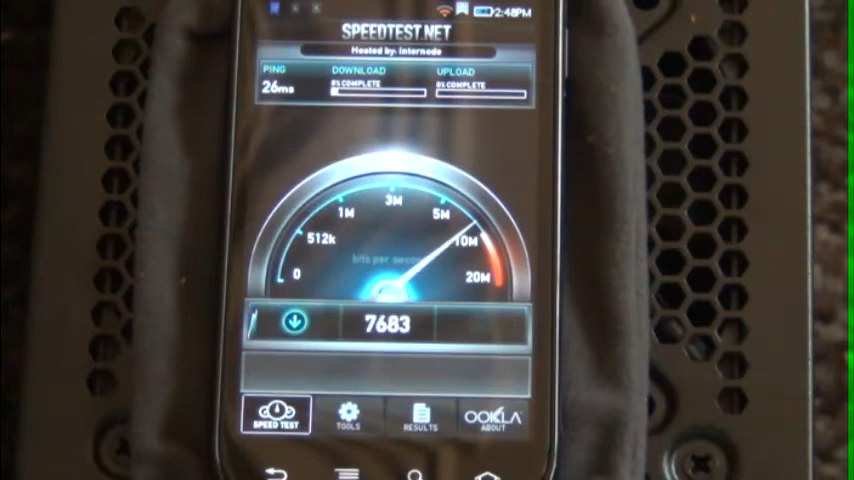 2:48PM
SPEEDTEST.NET
Hosted by: internode
PING DOWNLOAD UPLOAD
26ms 0% COMPLETE 0% COMPLETE
0 512k 1M 3M 5M 10M 20M
bits per second
7683
SPEED TEST TOOLS RESULTS OOKLA ABOUT